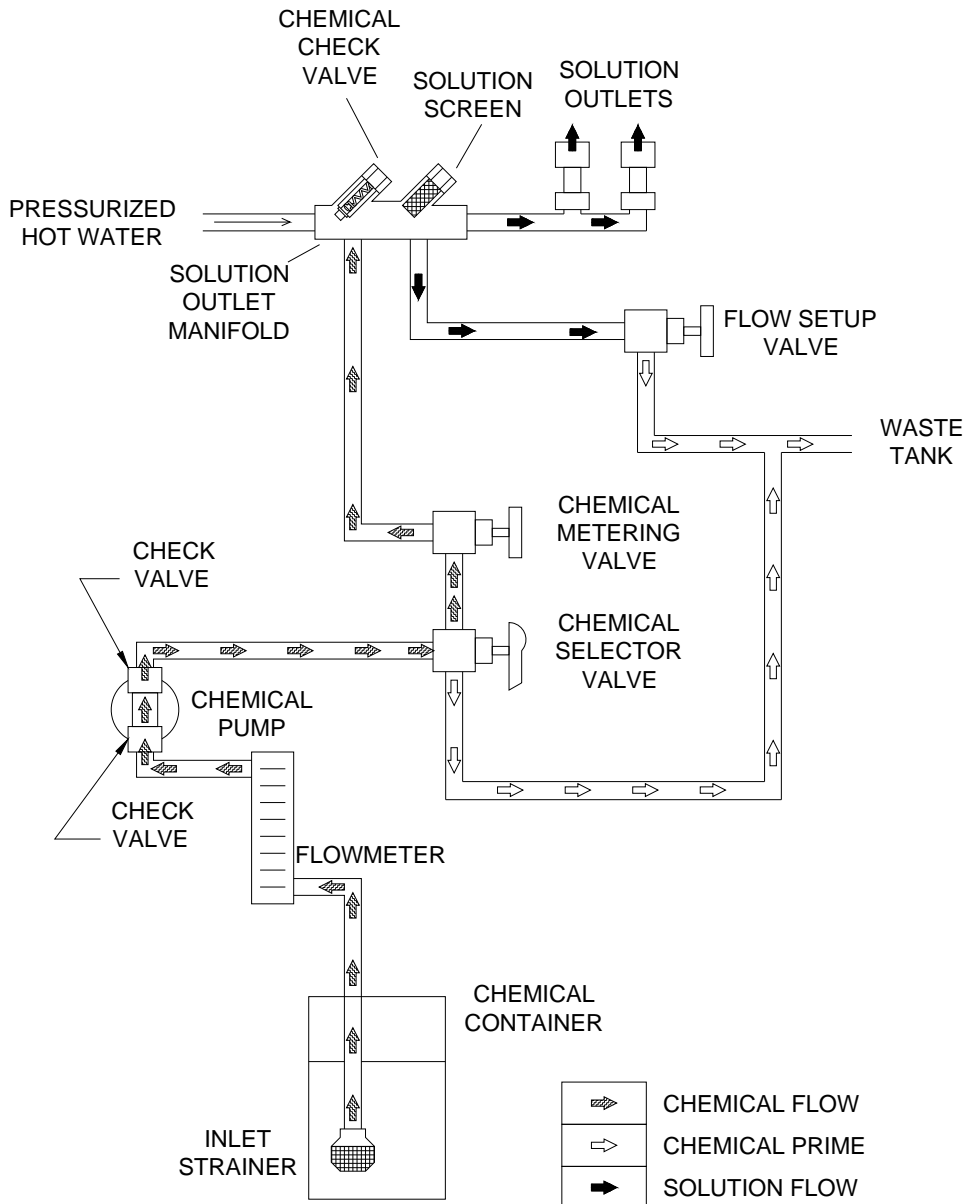 CHEMICAL
CHECK
VALVE
SOLUTION
SCREEN
SOLUTION
OUTLETS
PRESSURIZED
HOT WATER
SOLUTION
OUTLET
MANIFOLD
FLOW SETUP
VALVE
WASTE
TANK
CHEMICAL
METERING
VALVE
CHECK
VALVE
CHEMICAL
SELECTOR
VALVE
CHEMICAL
PUMP
CHECK
VALVE
FLOWMETER
CHEMICAL
CONTAINER
INLET
STRAINER
CHEMICAL FLOW
CHEMICAL PRIME
SOLUTION FLOW